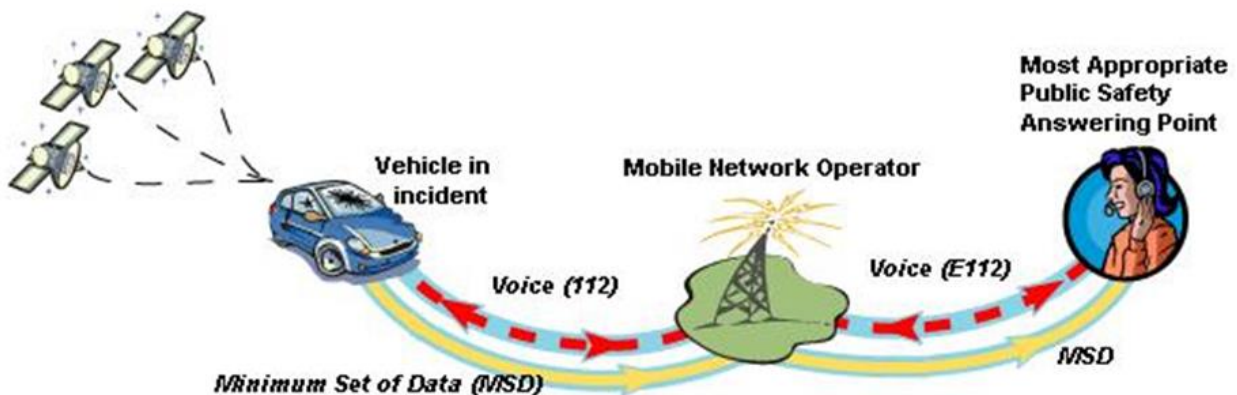 Most Appropriate
Public Safety
Answering Point
Vehicle in
incident
Mobile Network Operator
Voice (112)
Voice (E112)
Minimum Set of Data (MSD)
MSD